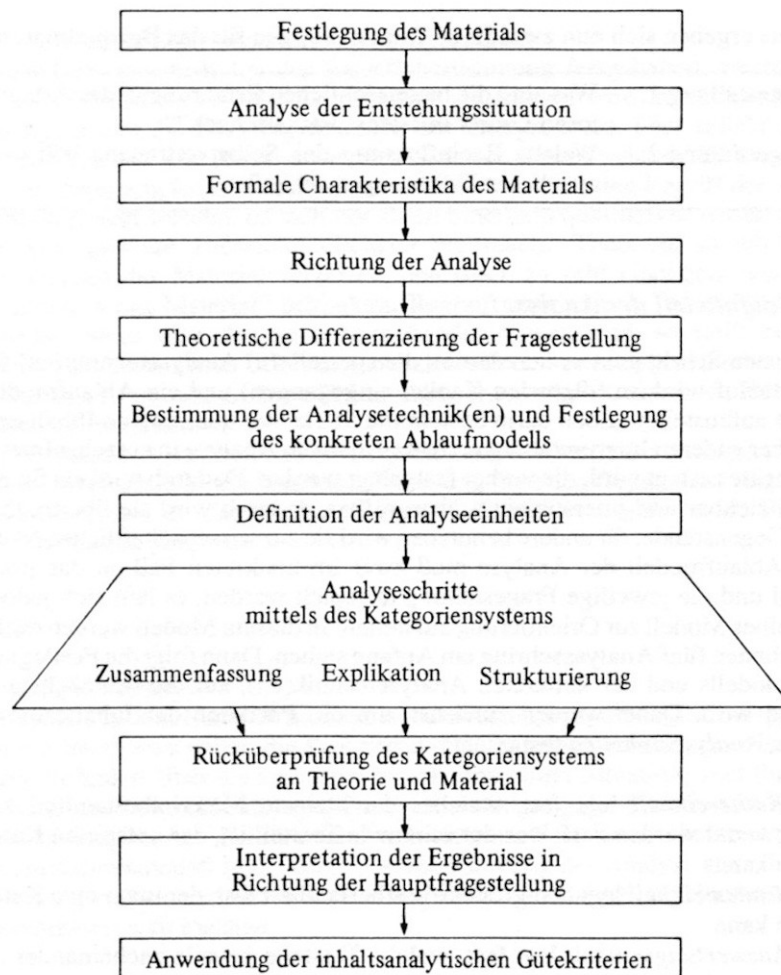 Festlegung des Materials
Analyse der Entstehungssituation
Formale Charakteristika des Materials
Richtung der Analyse
Theoretische Differenzierung der Fragestellung
Bestimmung der Analysetechnik(en) und Festlegung
des konkreten Ablaufmodells
Definition der Analyseeinheiten
Analyseschritte
mittels des Kategoriensystems
Zusammenfassung Explikation Strukturierung
Rücküberprüfung des Kategoriensystems
an Theorie und Material
Interpretation der Ergebnisse in
Richtung der Hauptfragestellung
Anwendung der inhaltsanalytischen Gütekriterien